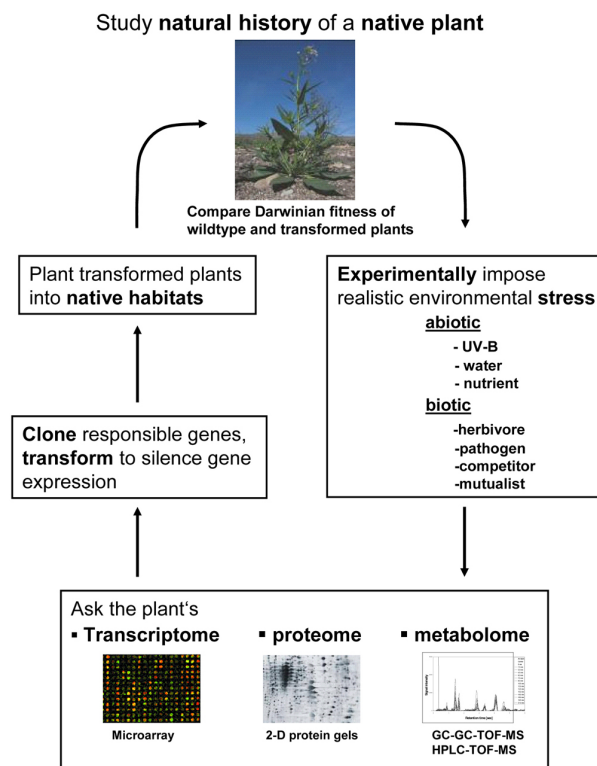 Study natural history of a native plant
Compare Darwinian fitness of
wildtype and transformed plants
Plant transformed plants
into native habitats
Experimentally impose
realistic environmental stress
abiotic
- UV-B
- water
- nutrient
biotic
-herbivore
-pathogen
-competitor
-mutualist
Clone responsible genes,
transform to silence gene
expression
Ask the plant‘s
▪ Transcriptome
▪ proteome
▪ metabolome
Microarray
2-D protein gels
GC-GC-TOF-MS
HPLC-TOF-MS